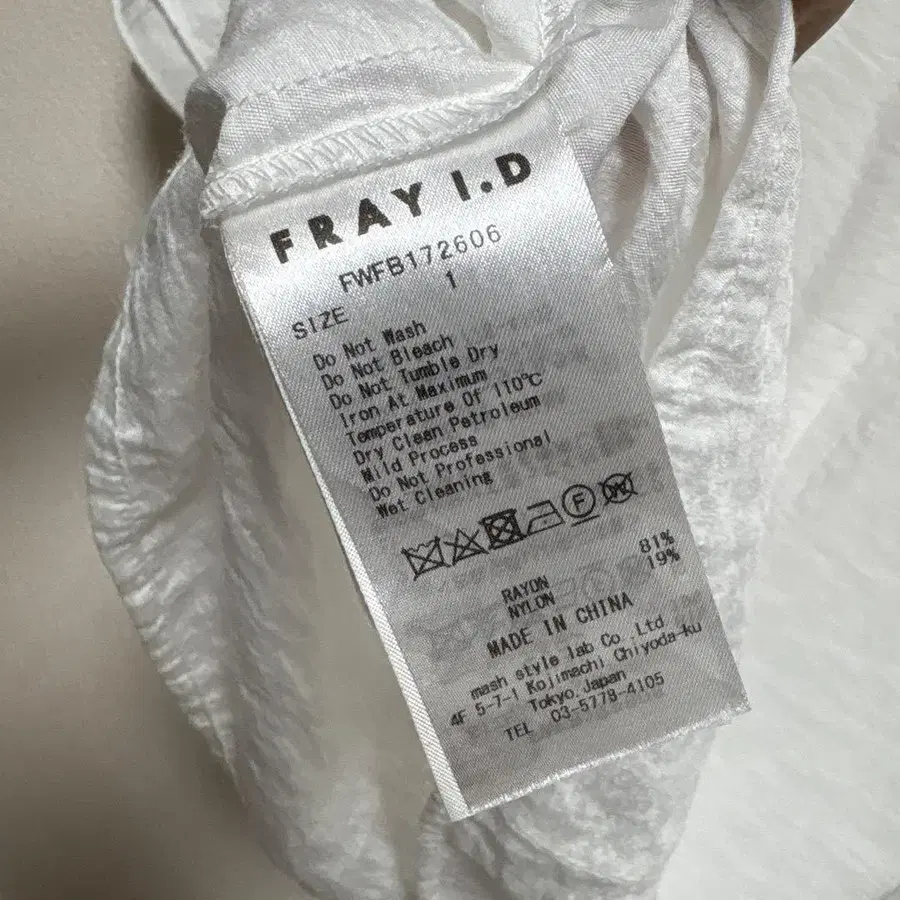 FRAY I.D
FWFB172606
SIZE 1
Do Not Wash
Do Not Bleach
Do Not Tumble Dry
Iron At Maximum
Temperature Of 110℃
Dry Clean Petroleum
Mild Process
Do Not Professional
Wet Cleaning
F W
RAYON 81%
NYLON 19%
MADE IN CHINA
mash style lab Co.,Ltd
4F 5-7-1 Kojimachi Chiyoda-ku
Tokyo.Japan
TEL 03-5778-4105